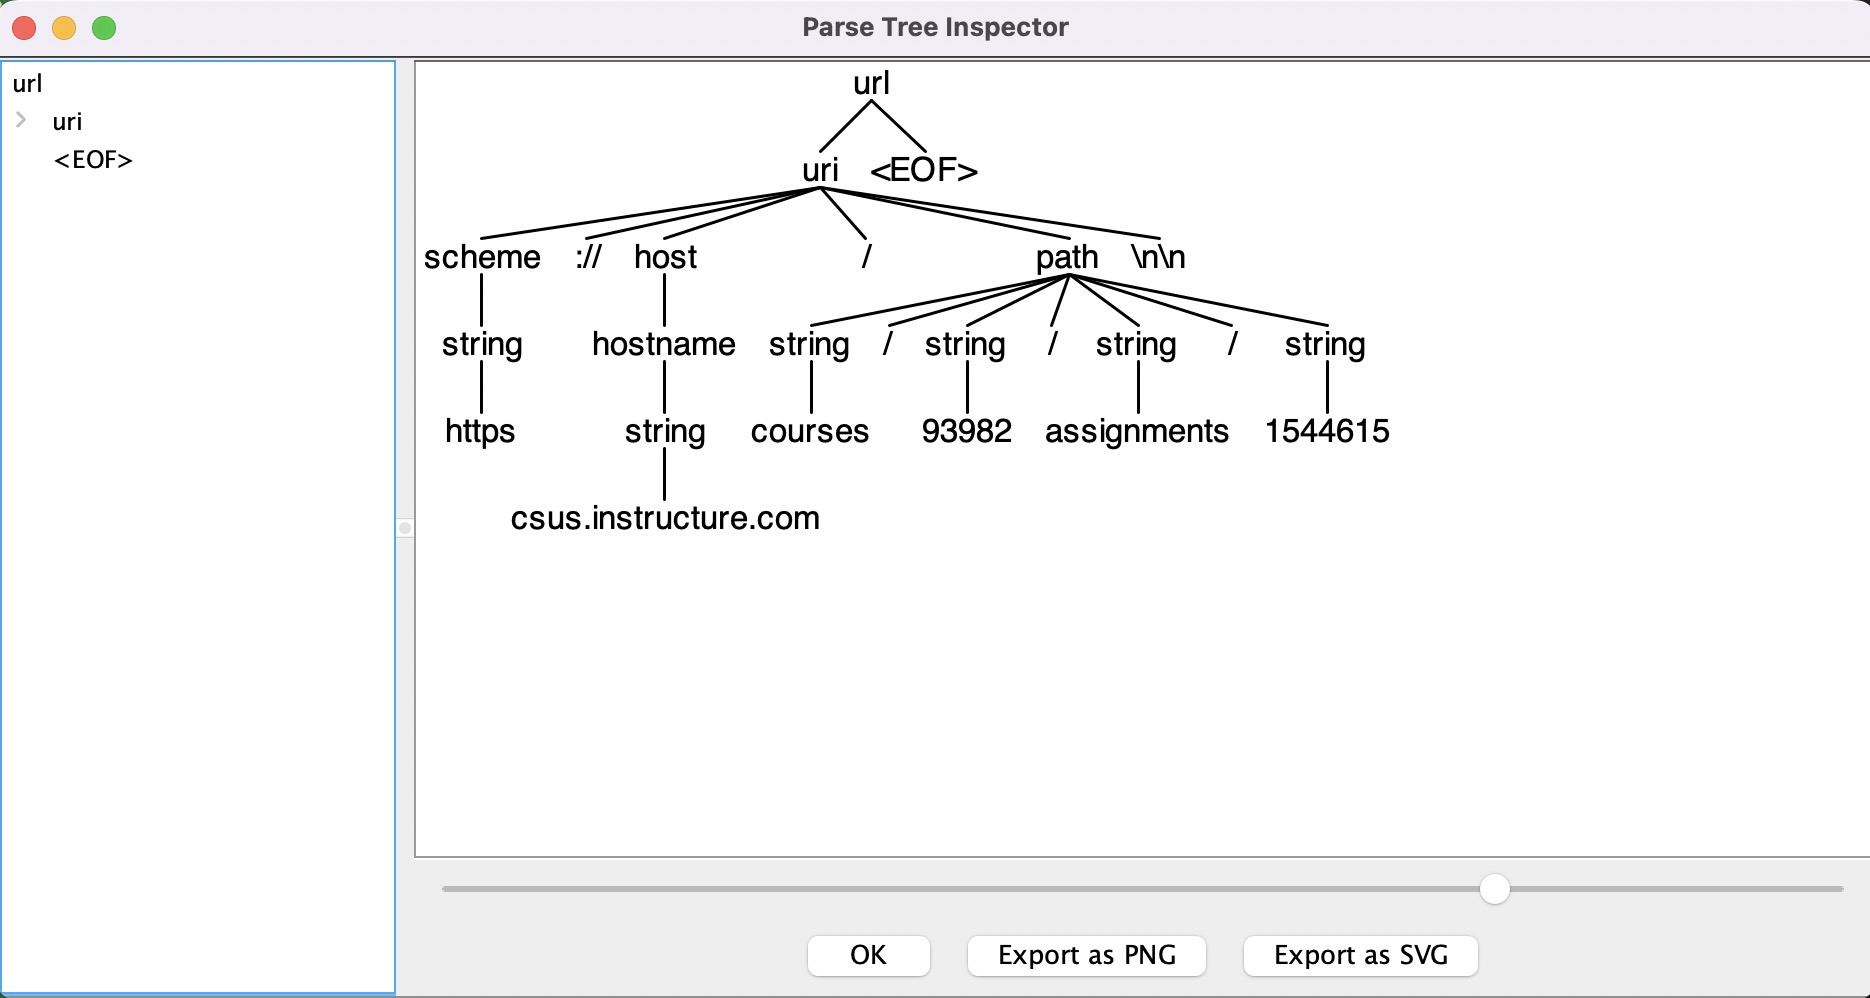 Parse Tree Inspector
url
uri
<EOF>
url
uri <EOF>
scheme :// host / path \n\n
string hostname string / string / string / string
https string courses 93982 assignments 1544615
csus.instructure.com
OK Export as PNG Export as SVG